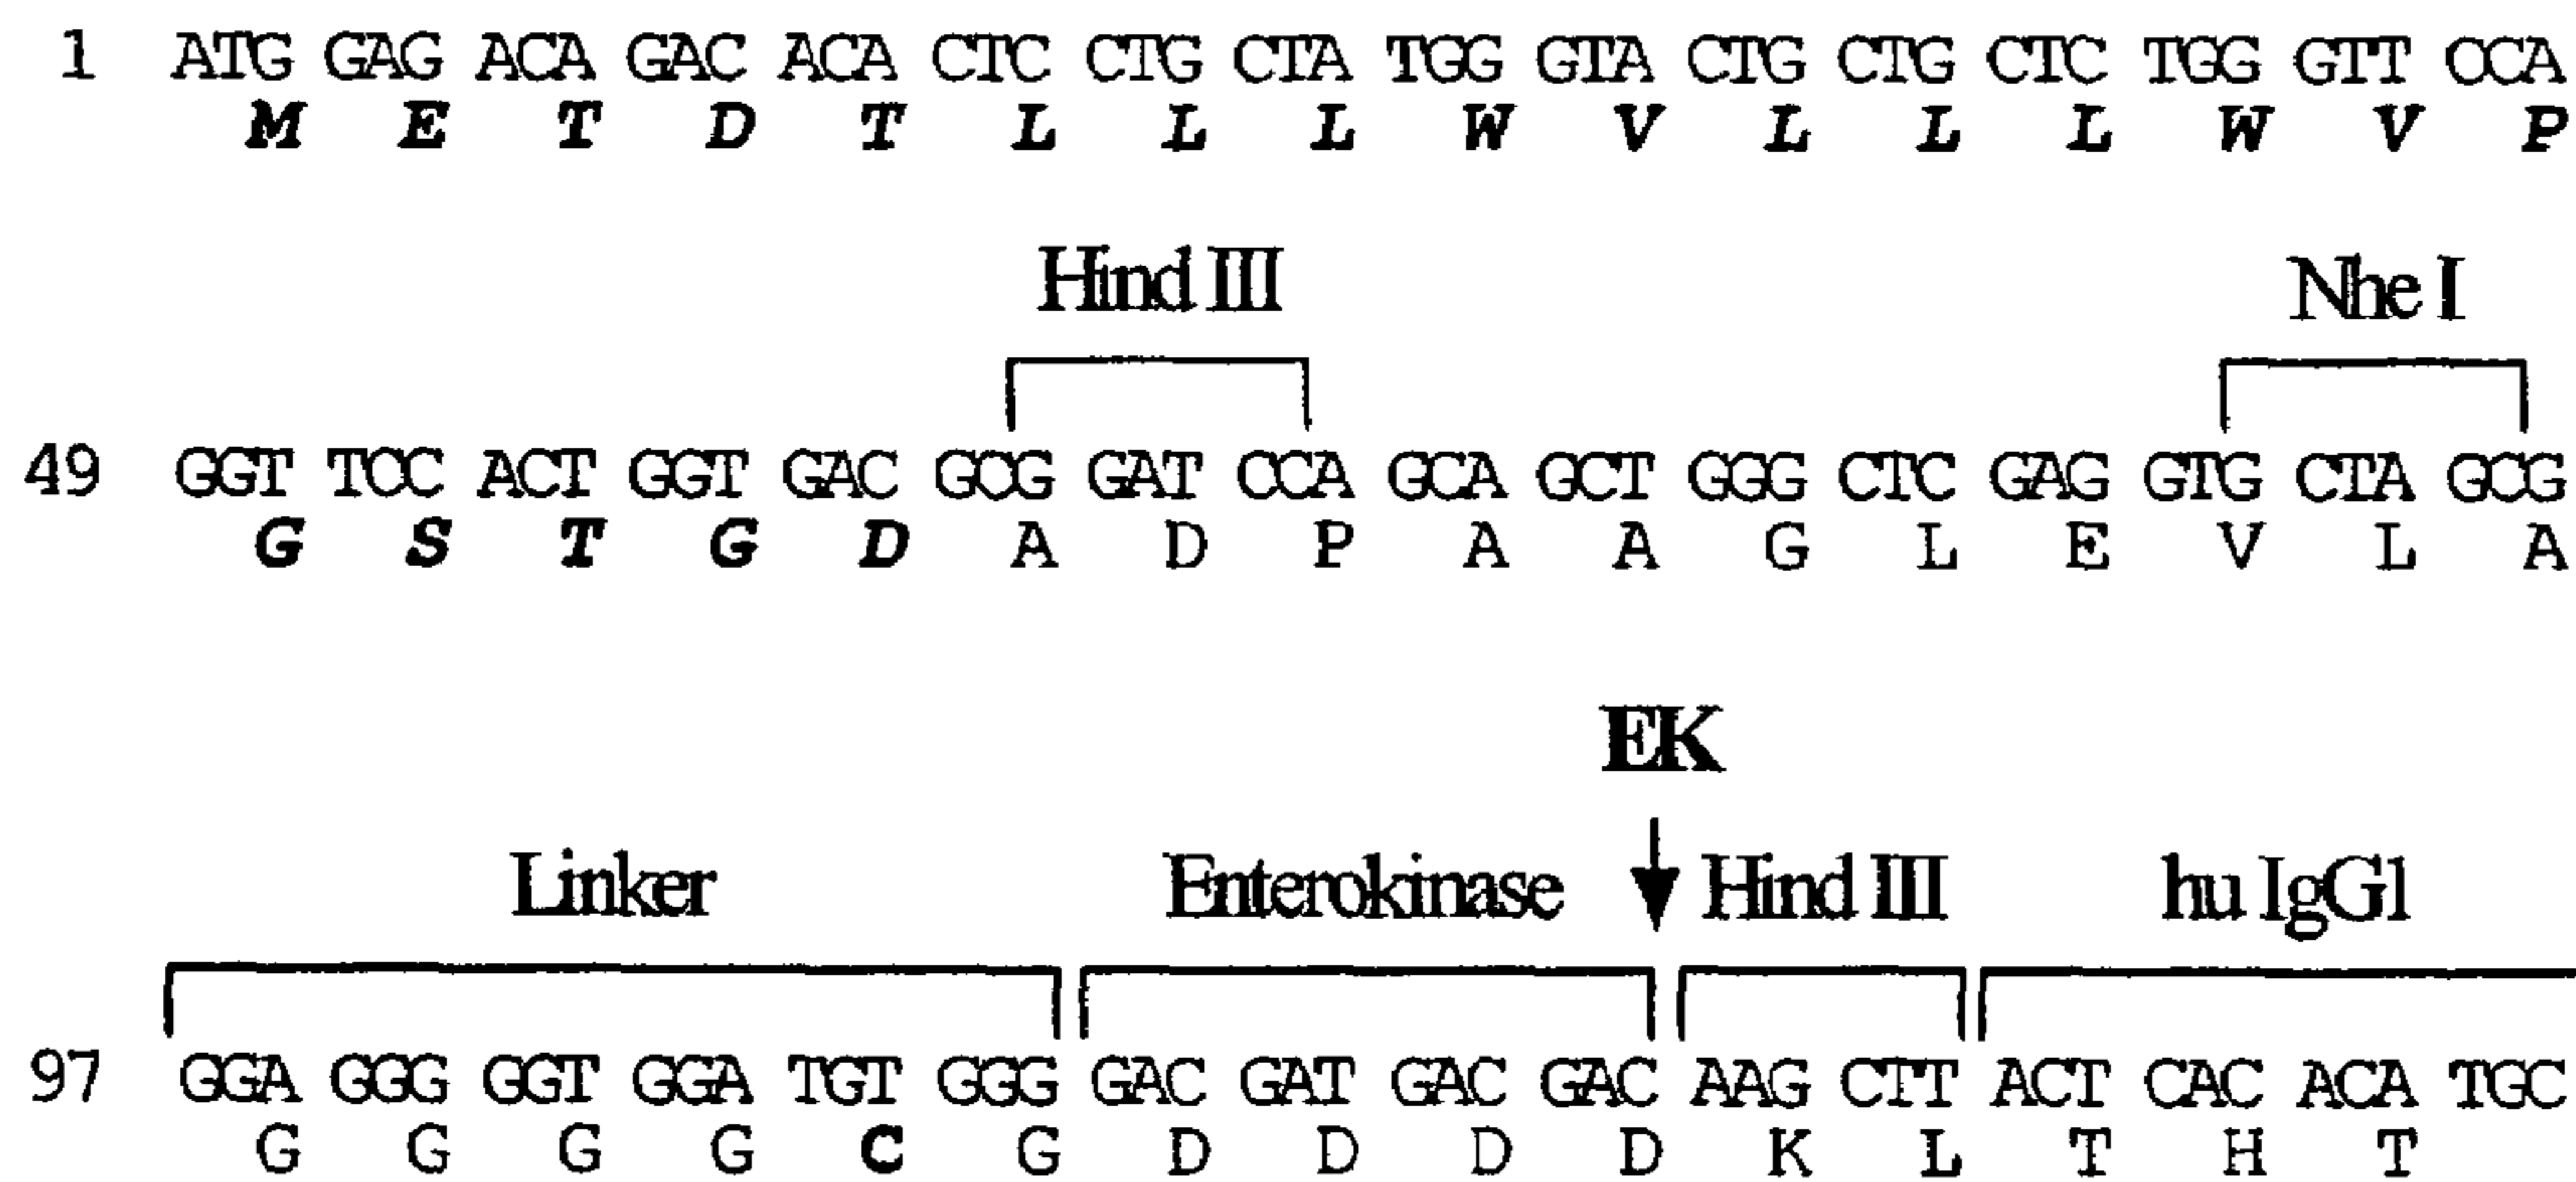 1 ATG GAG ACA GAC ACA CTC CTG CTA TGG GTA CTG CTG CTC TGG GTT CCA
M E T D T L L L W V L L L W V P
Hind III Nhe I
49 GGT TCC ACT GGT GAC GCG GAT CCA GCA GCT GGG CTC GAG GTG CTA GCG
G S T G D A D P A A G L E V L A
EK
Linker Enterokinase Hind III hu IgG1
97 GGA GGG GGT GGA TGT GGG GAC GAT GAC GAC AAG CTT ACT CAC ACA TGC
G G G G C G D D D D K L T H T